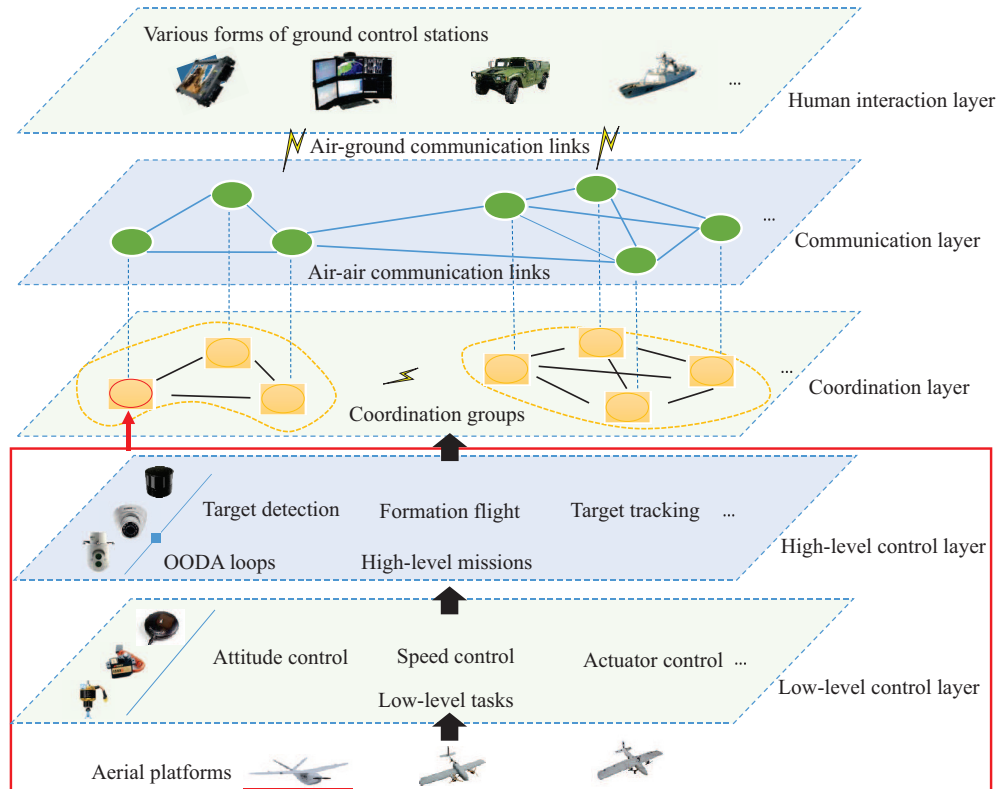 Various forms of ground control stations
...
Human interaction layer
Air-ground communication links
...
Communication layer
Air-air communication links
...
Coordination layer
Coordination groups
Target detection Formation flight Target tracking ...
High-level control layer
OODA loops High-level missions
Attitude control Speed control Actuator control ...
Low-level control layer
Low-level tasks
Aerial platforms